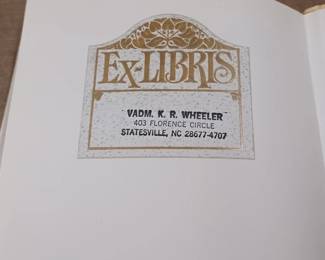 EX-LIBRIS
VADM. K. R. WHEELER
403 FLORENCE CIRCLE
STATESVILLE, NC 28677-4707